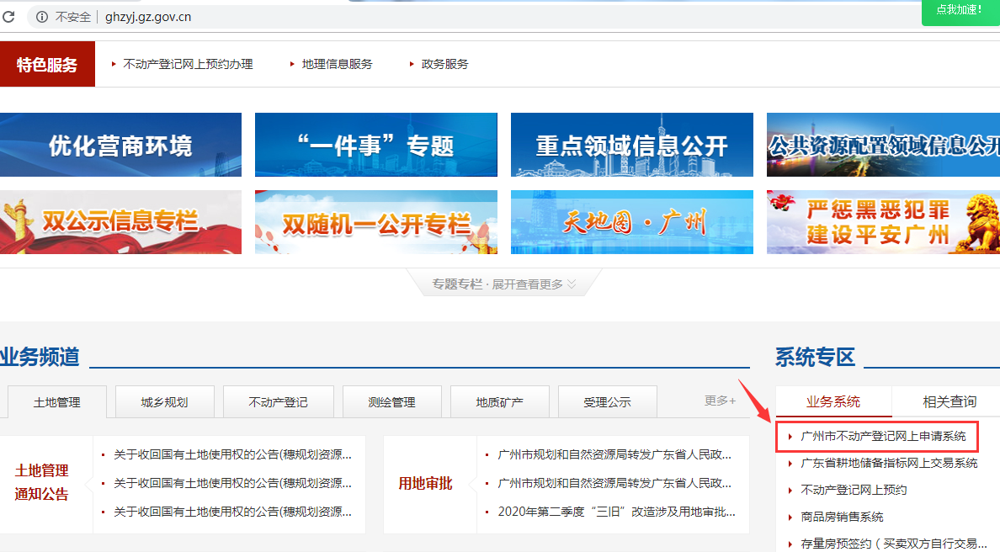 点我加速!
不安全 ghzyj.gz.gov.cn
特色服务 不动产登记网上预约办理 地理信息服务 政务服务
优化营商环境 “一件事”专题 重点领域信息公开 公共资源配置领域信息公开
双公示信息专栏 双随机一公开专栏 天地图·广州 严惩黑恶犯罪
建设平安广州
专题专栏 · 展开查看更多
业务频道
土地管理 城乡规划 不动产登记 测绘管理 地质矿产 受理公示 更多+
土地管理
通知公告
关于收回国有土地使用权的公告(穗规划资源...
关于收回国有土地使用权的公告(穗规划资源...
关于收回国有土地使用权的公告(穗规划资源...
用地审批
广州市规划和自然资源局转发广东省人民政...
广州市规划和自然资源局转发广东省人民政...
2020年第二季度“三旧”改造涉及用地审批...
系统专区
业务系统 相关查询
广州市不动产登记网上申请系统
广东省耕地储备指标网上交易系统
不动产登记网上预约
商品房销售系统
存量房预签约（买卖双方自行交易...